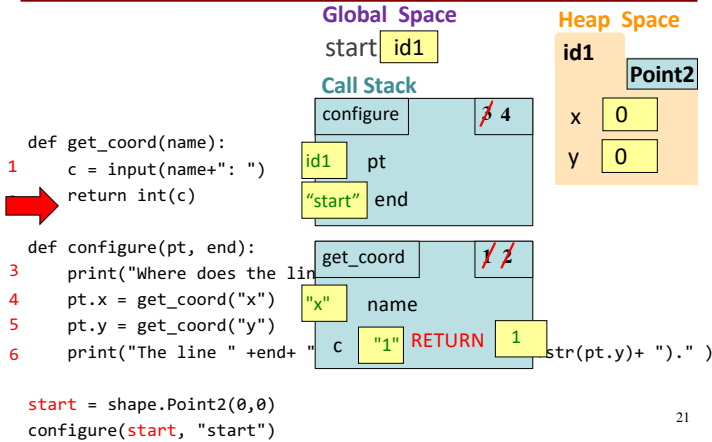 Global Space
Heap Space
start id1
id1
Point2
x 0
y 0
Call Stack
configure 3 4
id1 pt
“start” end
get_coord 1 2
"x" name
c "1" RETURN 1
def get_coord(name):
1 c = input(name+": ")
return int(c)
def configure(pt, end):
3 print("Where does the lin
4 pt.x = get_coord("x")
5 pt.y = get_coord("y")
6 print("The line " +end+ " str(pt.y)+ ")." )
start = shape.Point2(0,0)
configure(start, "start")
21